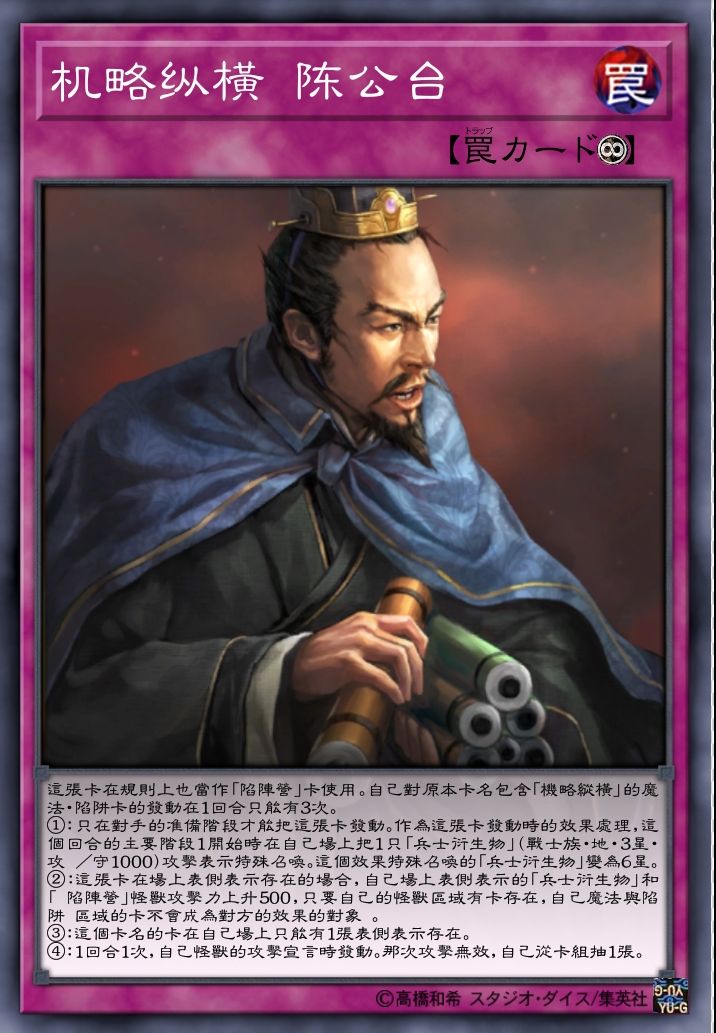 机略纵横 陈公台
罠
トラップ
【罠カード】
這張卡在規則上也當作「陷陣營」卡使用。自己對原本卡名包含「機略縱橫」的魔
法·陷阱卡的發動在1回合只能有3次。
①：只在對手的准備階段才能把這張卡發動。作為這張卡發動時的效果處理，這
個回合的主要階段1開始時在自己場上把1只「兵士衍生物」(戰士族·地·3星·
攻 ／守1000)攻擊表示特殊召喚。這個效果特殊召喚的「兵士衍生物」變為6星。
②：這張卡在場上表側表示存在的場合，自己場上表側表示的「兵士衍生物」和
「 陷陣營」怪獸攻擊力上升500，只要自己的怪獸區域有卡存在，自己魔法與陷
阱 區域的卡不會成為對方的效果的對象 。
③：這個卡名的卡在自己場上只能有1張表側表示存在。
④：1回合1次，自己怪獸的攻擊宣言時發動。那次攻擊無效，自己從卡組抽1張。
©高橋和希 スタジオ・ダイス/集英社